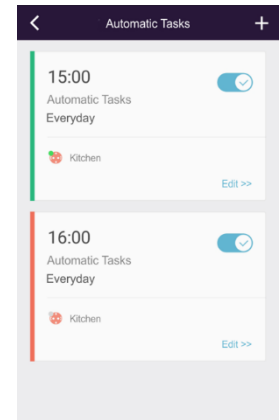 Automatic Tasks
15:00
Automatic Tasks
Everyday
Kitchen
Edit >>
16:00
Automatic Tasks
Everyday
Kitchen
Edit >>